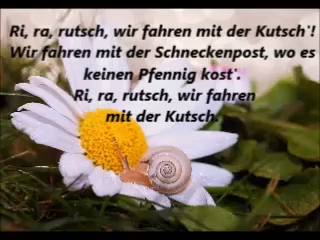 Ri, ra, rutsch, wir fahren mit der Kutsch'!
Wir fahren mit der Schneckenpost, wo es
keinen Pfennig kost'.
Ri, ra, rutsch, wir fahren
mit der Kutsch.